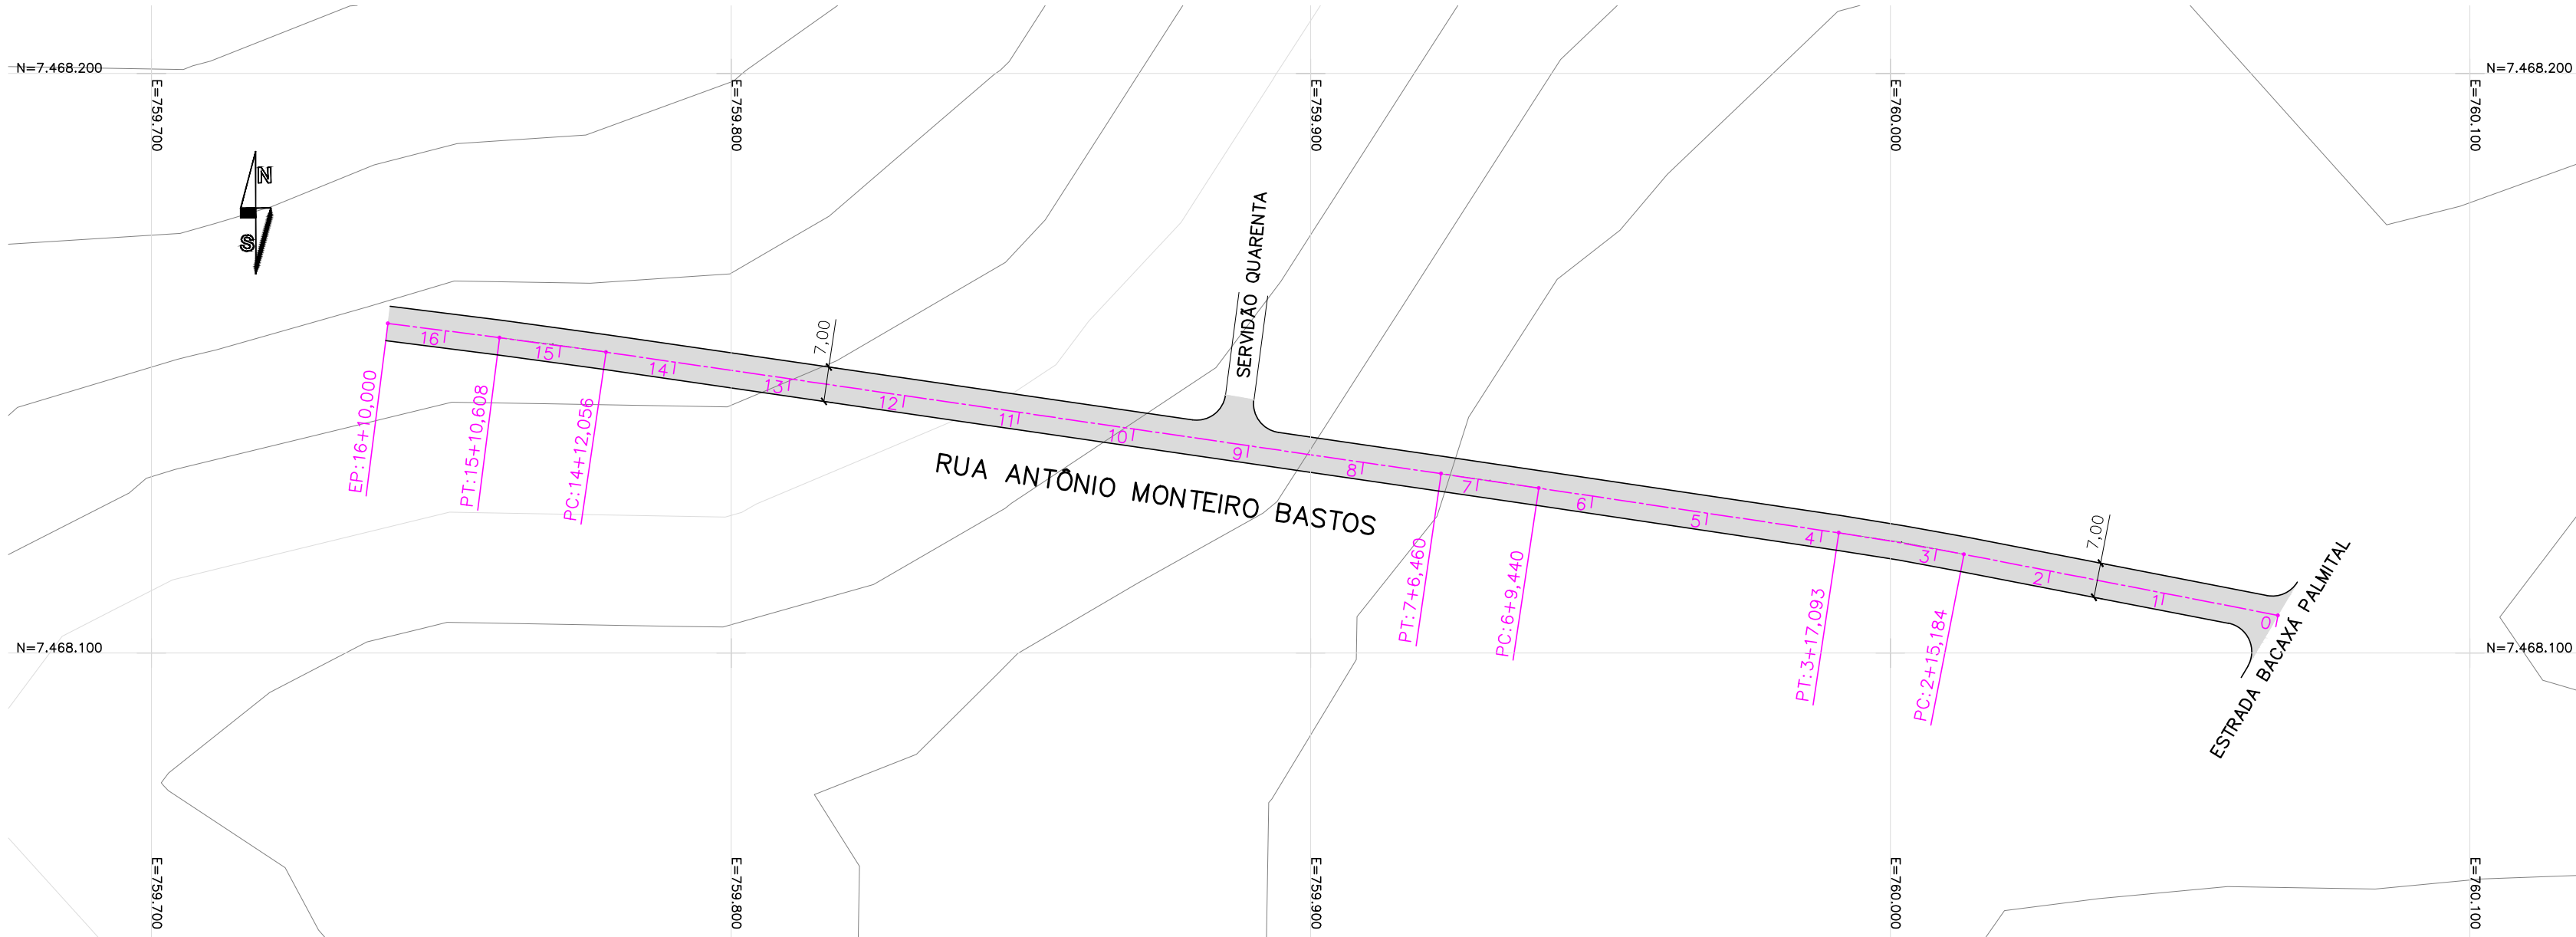 N=7.468.200
N=7.468.200
E=759.700
E=759.800
E=759.900
E=760.000
E=760.100
N
S
SERVIDÃO QUARENTA
7,00
16
15
14
13
12
11
10
9
8
7
6
5
4
3
2
1
0
EP:16+10,000
PT:15+10,608
PC:14+12,056
RUA ANTÔNIO MONTEIRO BASTOS
PT:7+6,460
PC:6+9,440
PT:3+17,093
PC:2+15,184
7,00
ESTRADA BACAXÁ PALMITAL
N=7.468.100
N=7.468.100
E=759.700
E=759.800
E=759.900
E=760.000
E=760.100